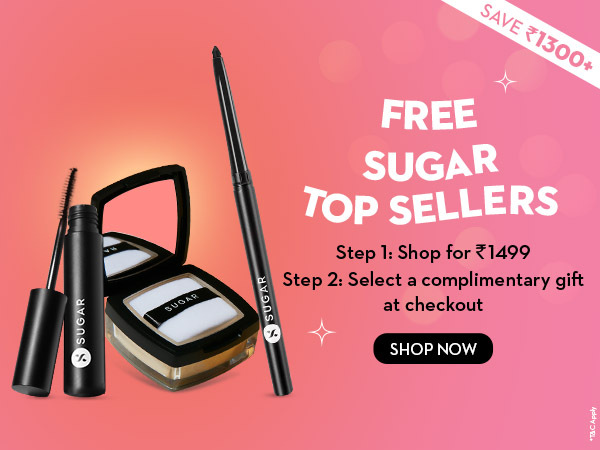 SAVE ₹1300+
FREE
SUGAR
TOP SELLERS
Step 1: Shop for ₹1499
Step 2: Select a complimentary gift
at checkout
SHOP NOW
SUGAR
SUGAR
SUGAR
*T&C Apply